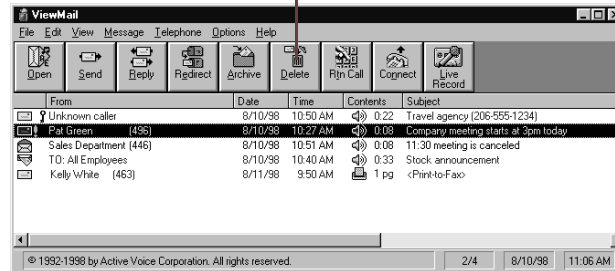 ViewMail
File Edit View Message Telephone Options Help
Open Send Reply Redirect Archive Delete Rtn Call Connect Live Record
From Date Time Contents Subject
Unknown caller 8/10/98 10:50 AM 0:22 Travel agency (206-555-1234)
Pat Green (496) 8/10/98 10:27 AM 0:08 Company meeting starts at 3pm today
Sales Department (446) 8/10/98 10:51 AM 0:08 11:30 meeting is canceled
TO: All Employees 8/10/98 10:40 AM 0:33 Stock announcement
Kelly White (463) 8/11/98 9:50 AM 1 pg <Print-to-Fax>
© 1992-1998 by Active Voice Corporation. All rights reserved. 2/4 8/10/98 11:06 AM